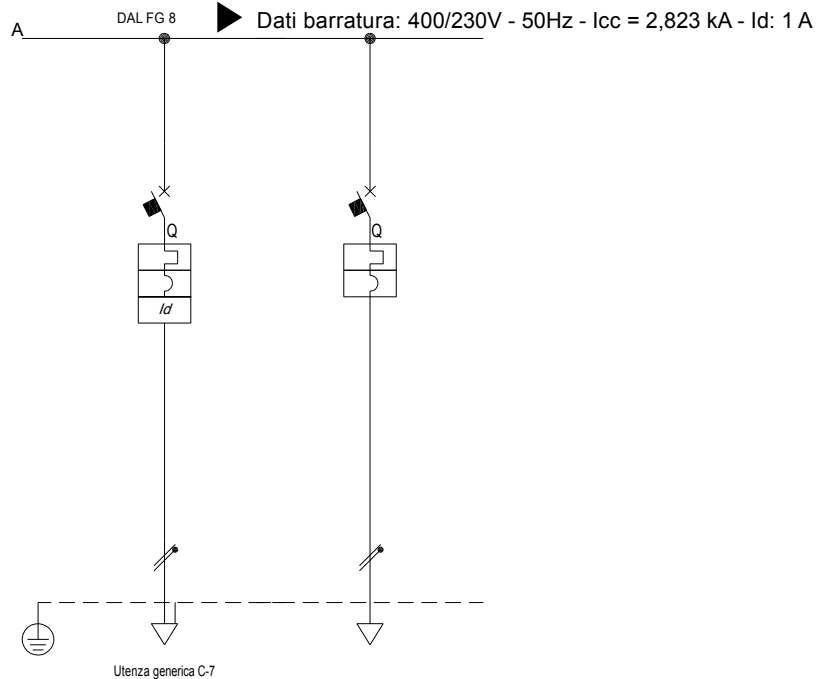 DAL FG 8
Dati barratura: 400/230V - 50Hz - Icc = 2,823 kA - Id: 1 A
A
Q
Q
Id
Utenza generica C-7